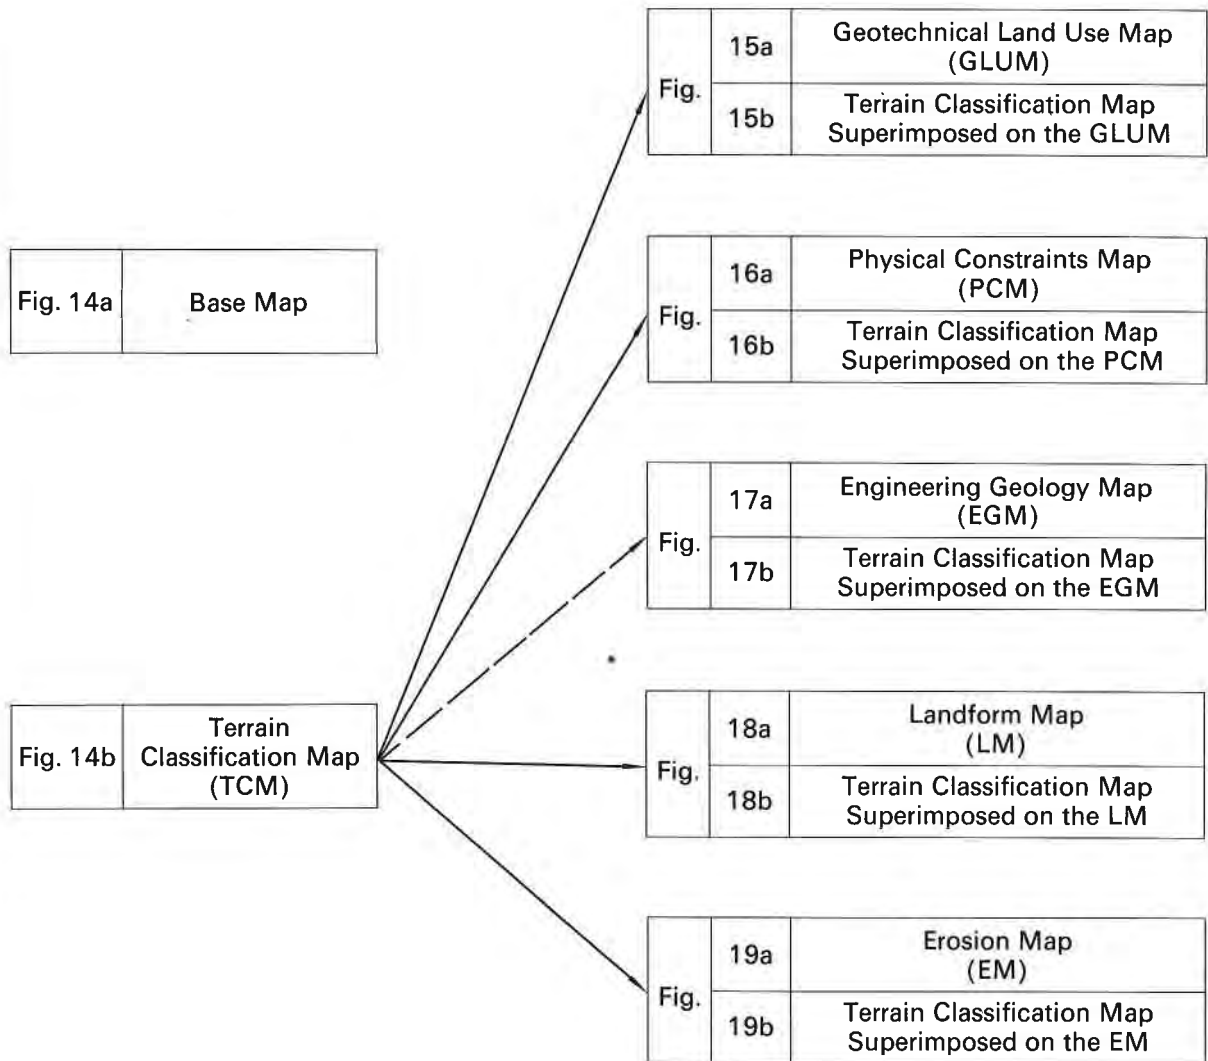 Fig. 14a
Base Map
Fig. 14b
Terrain
Classification Map
(TCM)
Fig.
15a
Geotechnical Land Use Map
(GLUM)
15b
Terrain Classification Map
Superimposed on the GLUM
Fig.
16a
Physical Constraints Map
(PCM)
16b
Terrain Classification Map
Superimposed on the PCM
Fig.
17a
Engineering Geology Map
(EGM)
17b
Terrain Classification Map
Superimposed on the EGM
Fig.
18a
Landform Map
(LM)
18b
Terrain Classification Map
Superimposed on the LM
Fig.
19a
Erosion Map
(EM)
19b
Terrain Classification Map
Superimposed on the EM